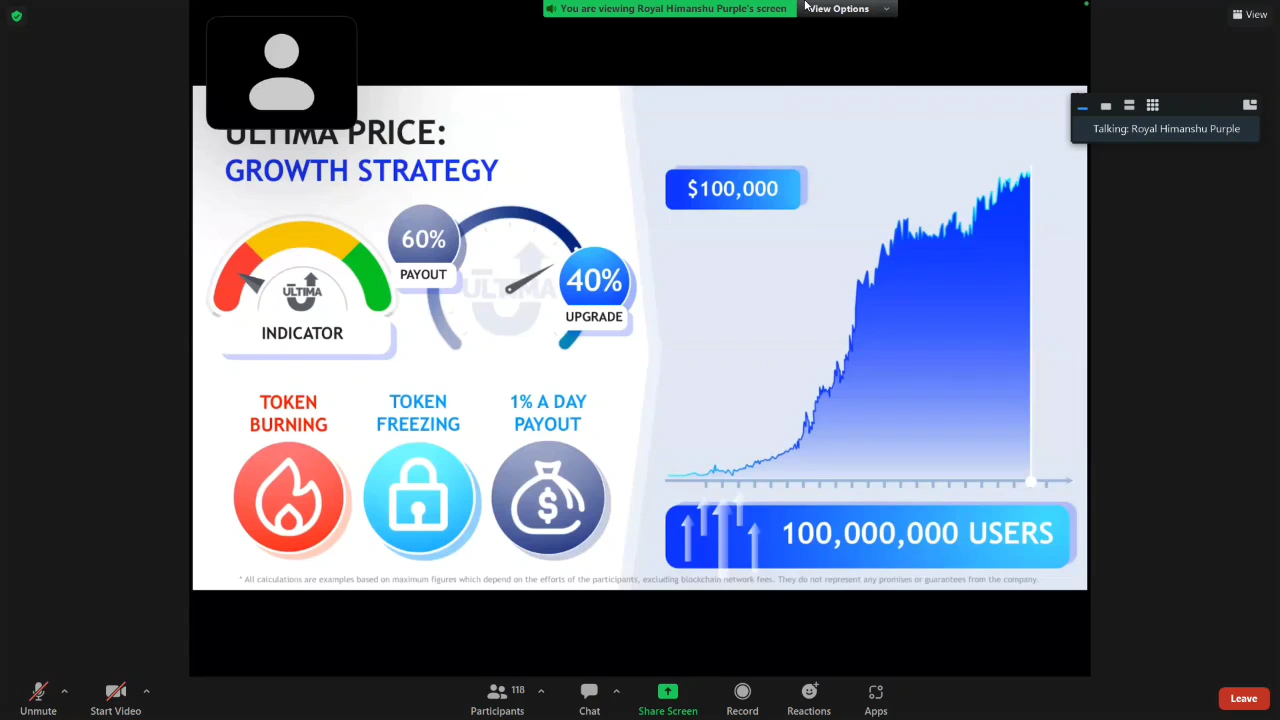 You are viewing Royal Himanshu Purple's screen
View Options
View
Talking: Royal Himanshu Purple
ULTIMA PRICE:
GROWTH STRATEGY
60%
PAYOUT
40%
UPGRADE
ULTIMA
ULTIMA
INDICATOR
TOKEN
BURNING
TOKEN
FREEZING
1% A DAY
PAYOUT
$100,000
100,000,000 USERS
* All calculations are examples based on maximum figures which depend on the efforts of the participants, excluding blockchain network fees. They do not represent any promises or guarantees from the company.
Unmute
Start Video
118
Participants
Chat
Share Screen
Record
Reactions
Apps
Leave